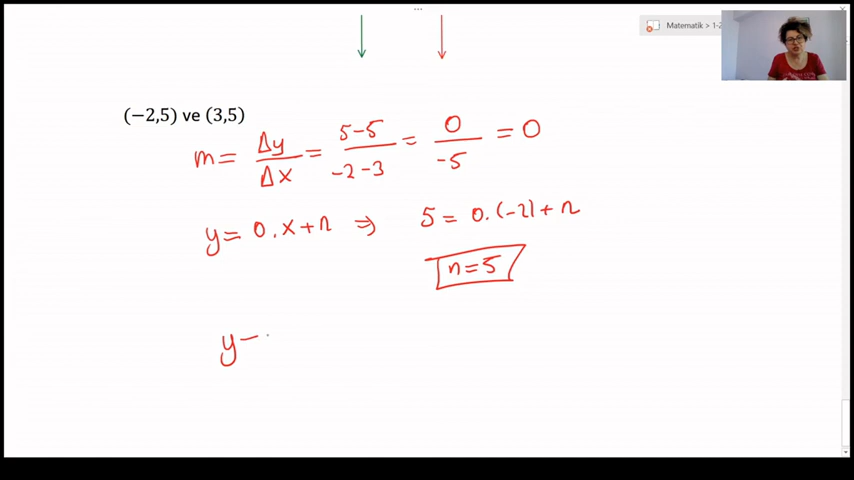 Matematik > 1-2
(−2,5) ve (3,5)
m = Δy/Δx = 5-5/-2-3 = 0/-5 = 0
y = 0.x+n ⇒ 5 = 0.(-2)+n
n=5
y-